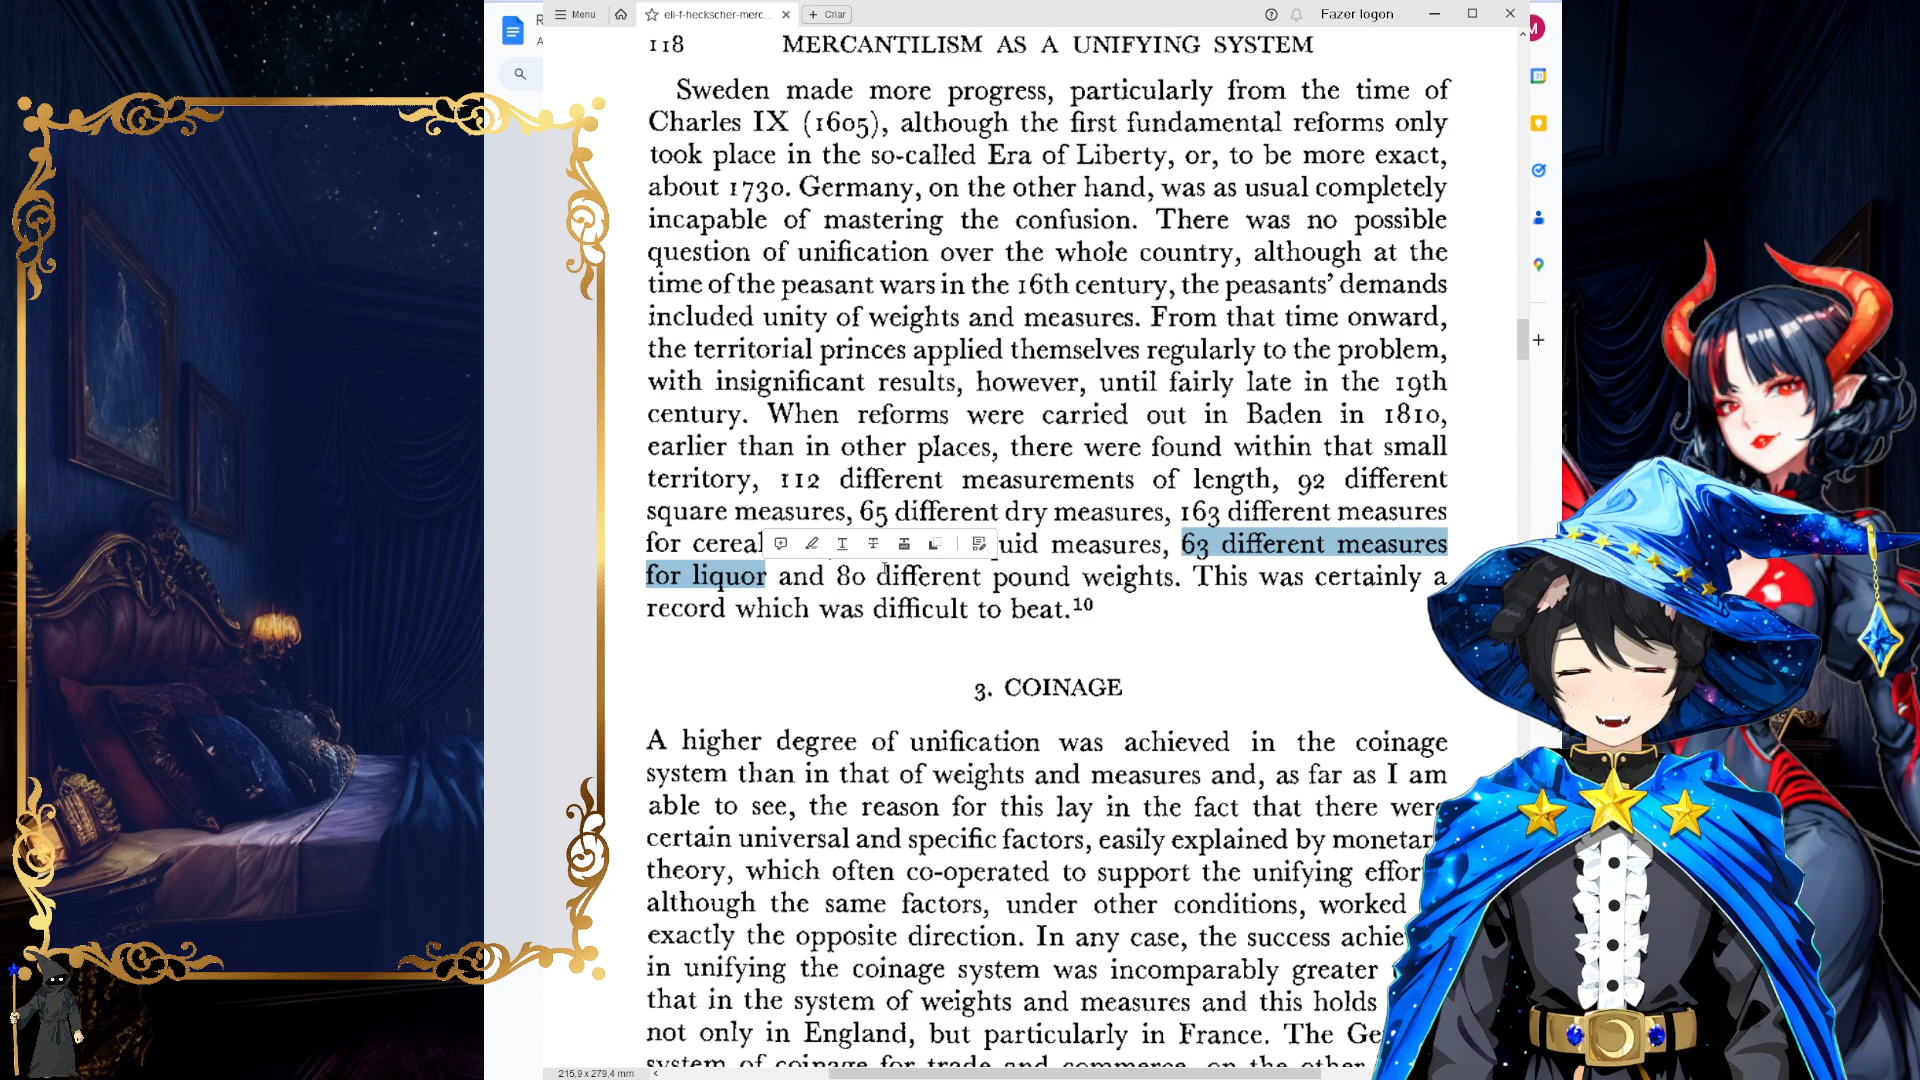 Menu
eli-f-heckscher-merc...
Criar
Fazer logon
118 MERCANTILISM AS A UNIFYING SYSTEM
Sweden made more progress, particularly from the time of
Charles IX (1605), although the first fundamental reforms only
took place in the so-called Era of Liberty, or, to be more exact,
about 1730. Germany, on the other hand, was as usual completely
incapable of mastering the confusion. There was no possible
question of unification over the whole country, although at the
time of the peasant wars in the 16th century, the peasants' demands
included unity of weights and measures. From that time onward,
the territorial princes applied themselves regularly to the problem,
with insignificant results, however, until fairly late in the 19th
century. When reforms were carried out in Baden in 1810,
earlier than in other places, there were found within that small
territory, 112 different measurements of length, 92 different
square measures, 65 different dry measures, 163 different measures
for cereal uid measures, 63 different measures
for liquor and 80 different pound weights. This was certainly a
record which was difficult to beat.10
3. COINAGE
A higher degree of unification was achieved in the coinage
system than in that of weights and measures and, as far as I am
able to see, the reason for this lay in the fact that there were
certain universal and specific factors, easily explained by monetar
theory, which often co-operated to support the unifying effor
although the same factors, under other conditions, worked
exactly the opposite direction. In any case, the success achie
in unifying the coinage system was incomparably greater
that in the system of weights and measures and this holds
not only in England, but particularly in France. The Ge
system of coinage for trade and commerce, on the other
215,9 x 279,4 mm